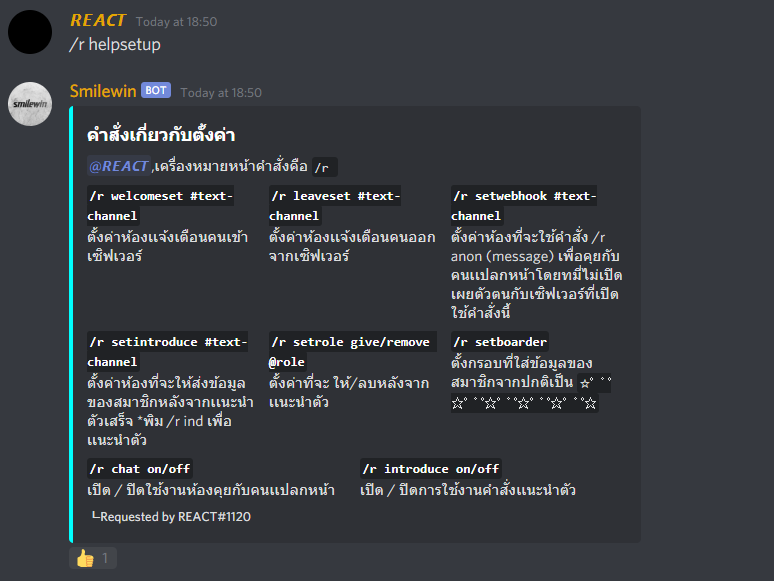 REACT Today at 18:50
/r helpsetup
smilewin
Smilewin BOT Today at 18:50
คำสั่งเกี่ยวกับตั้งค่า
@REACT ,เครื่องหมายหน้าคำสั่งคือ /r
/r welcomeset #text-
channel
ตั้งค่าห้องเเจ้งเตือนคนเข้า
เซิฟเวอร์
/r leaveset #text-
channel
ตั้งค่าห้องเเจ้งเตือนคนออก
จากเซิฟเวอร์
/r setwebhook #text-
channel
ตั้งค่าห้องที่จะใช้คำสั่ง /r
anon (message) เพื่อคุยกับ
คนเเปลกหน้าโดยทมี่ไม่เปิด
เผยตัวตนกับเซิฟเวอร์ที่เปิด
ใช้คำสั่งนี้
/r setintroduce #text-
channel
ตั้งค่าห้องที่จะให้ส่งข้อมูล
ของสมาชิกหลังจากเเนะนำ
ตัวเสร็จ *พิม /r ind เพื่อ
เเนะนำตัว
/r setrole give/remove
@role
ตั้งค่าที่จะ ให้/ลบหลังจาก
เเนะนำตัว
/r setboarder
ตั้งกรอบที่ใส่ข้อมูลของ
สมาชิกจากปกติเป็น ☆ﾟ ﾟﾟ
☆ﾟ ﾟﾟ☆ﾟ ﾟﾟ☆ﾟ ﾟﾟ☆ﾟ ﾟﾟ☆
/r chat on/off
เปิด / ปิดใช้งานห้องคุยกับคนเเปลกหน้า
/r introduce on/off
เปิด / ปิดการใช้งานคำสั่งเเนะนำตัว
┗Requested by REACT#1120
👍 1